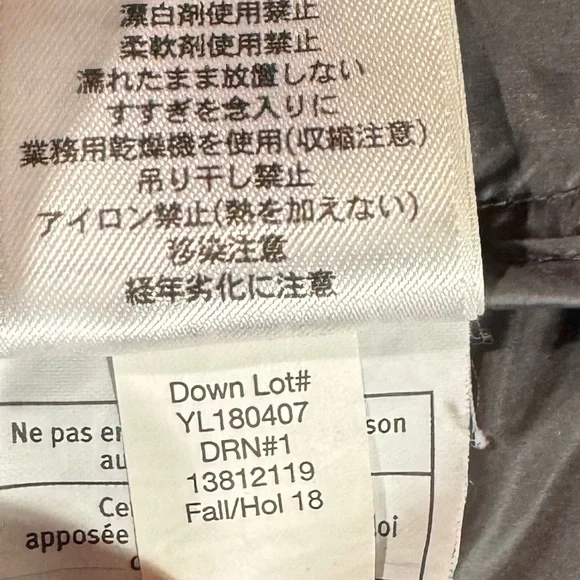 漂白剤使用禁止
柔軟剤使用禁止
濡れたまま放置しない
すすぎを念入りに
業務用乾燥機を使用(収縮注意)
吊り干し禁止
アイロン禁止(熱を加えない)
移染注意
経年劣化に注意
Down Lot#
YL180407
DRN#1
13812119
Fall/Hol 18
Ne pas en
son
au
Ce
apposée
loi